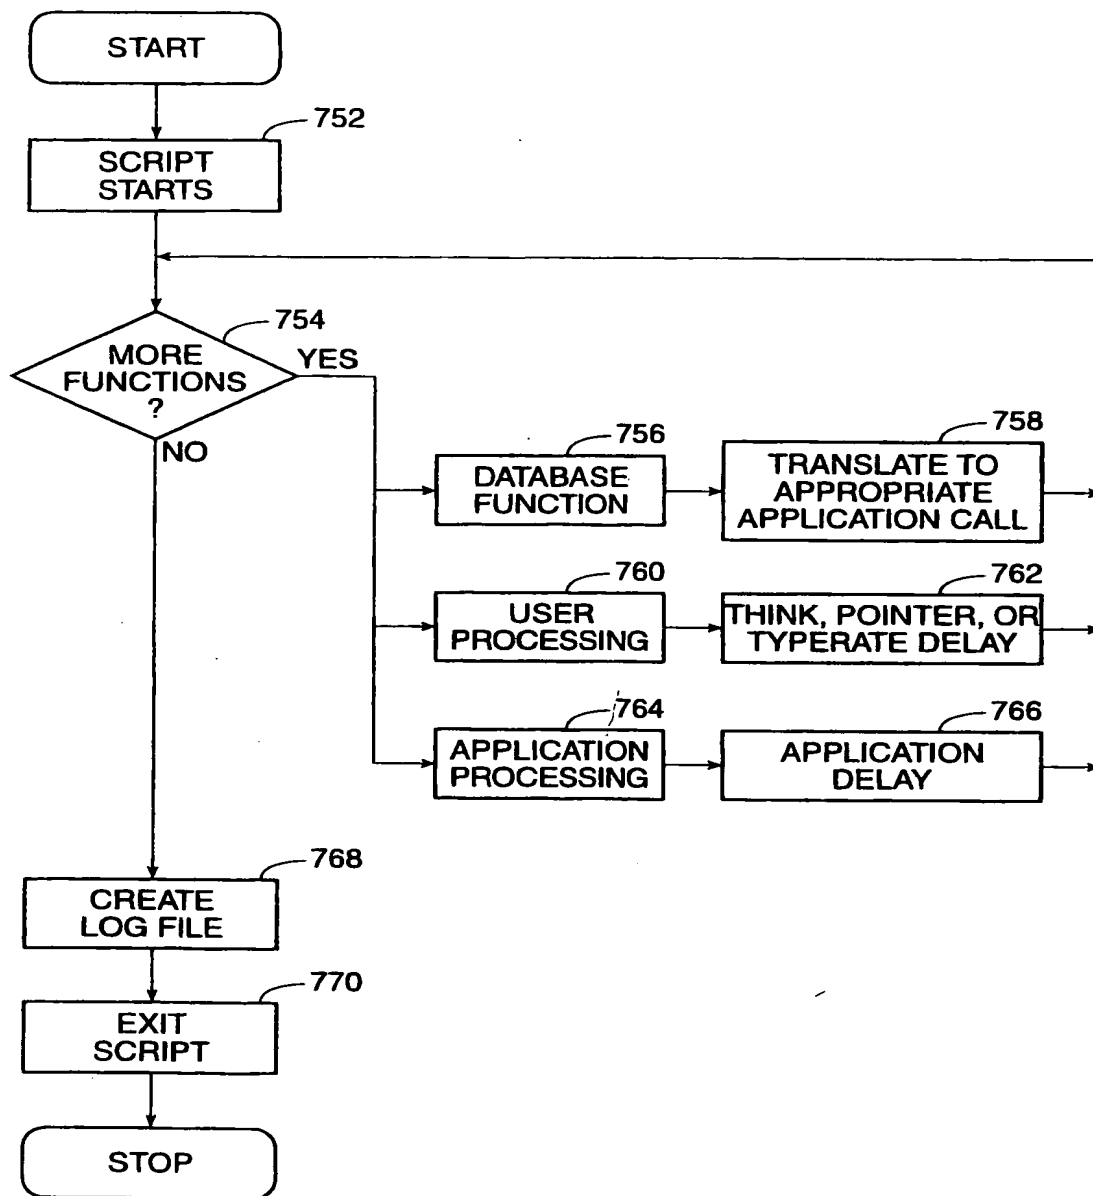 START
752
SCRIPT
STARTS
754
MORE
FUNCTIONS
?
YES
NO
756
DATABASE
FUNCTION
758
TRANSLATE TO
APPROPRIATE
APPLICATION CALL
760
USER
PROCESSING
762
THINK, POINTER, OR
TYPERATE DELAY
764
APPLICATION
PROCESSING
766
APPLICATION
DELAY
768
CREATE
LOG FILE
770
EXIT
SCRIPT
STOP